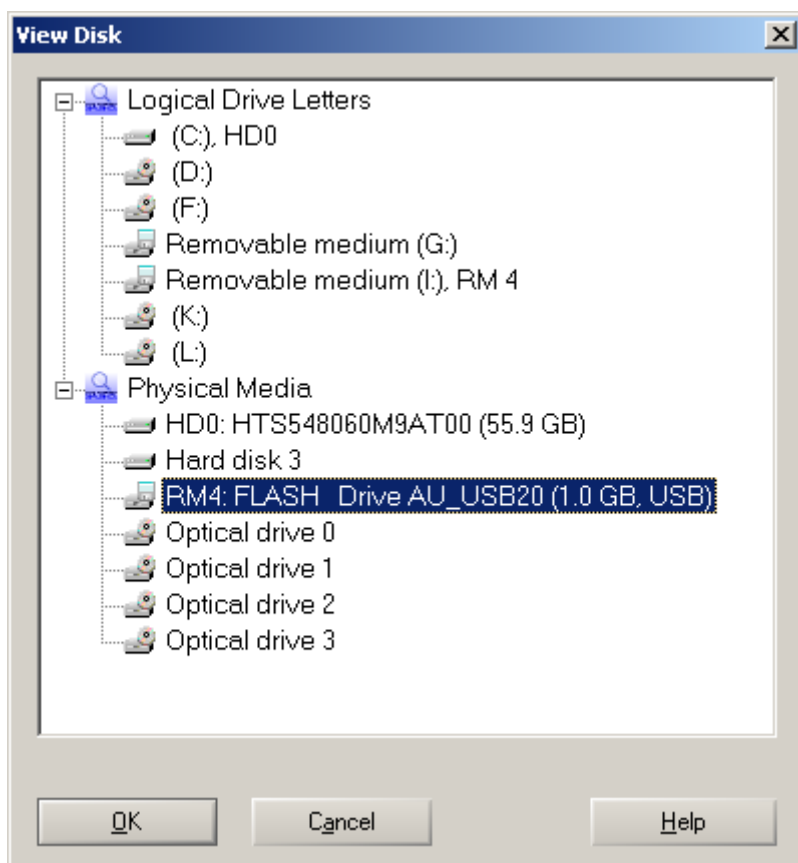 View Disk
Logical Drive Letters
(C:), HD0
(D:)
(F:)
Removable medium (G:)
Removable medium (I:), RM 4
(K:)
(L:)
Physical Media
HD0: HTS548060M9AT00 (55.9 GB)
Hard disk 3
RM4: FLASH   Drive AU_USB20 (1.0 GB, USB)
Optical drive 0
Optical drive 1
Optical drive 2
Optical drive 3
OK Cancel Help